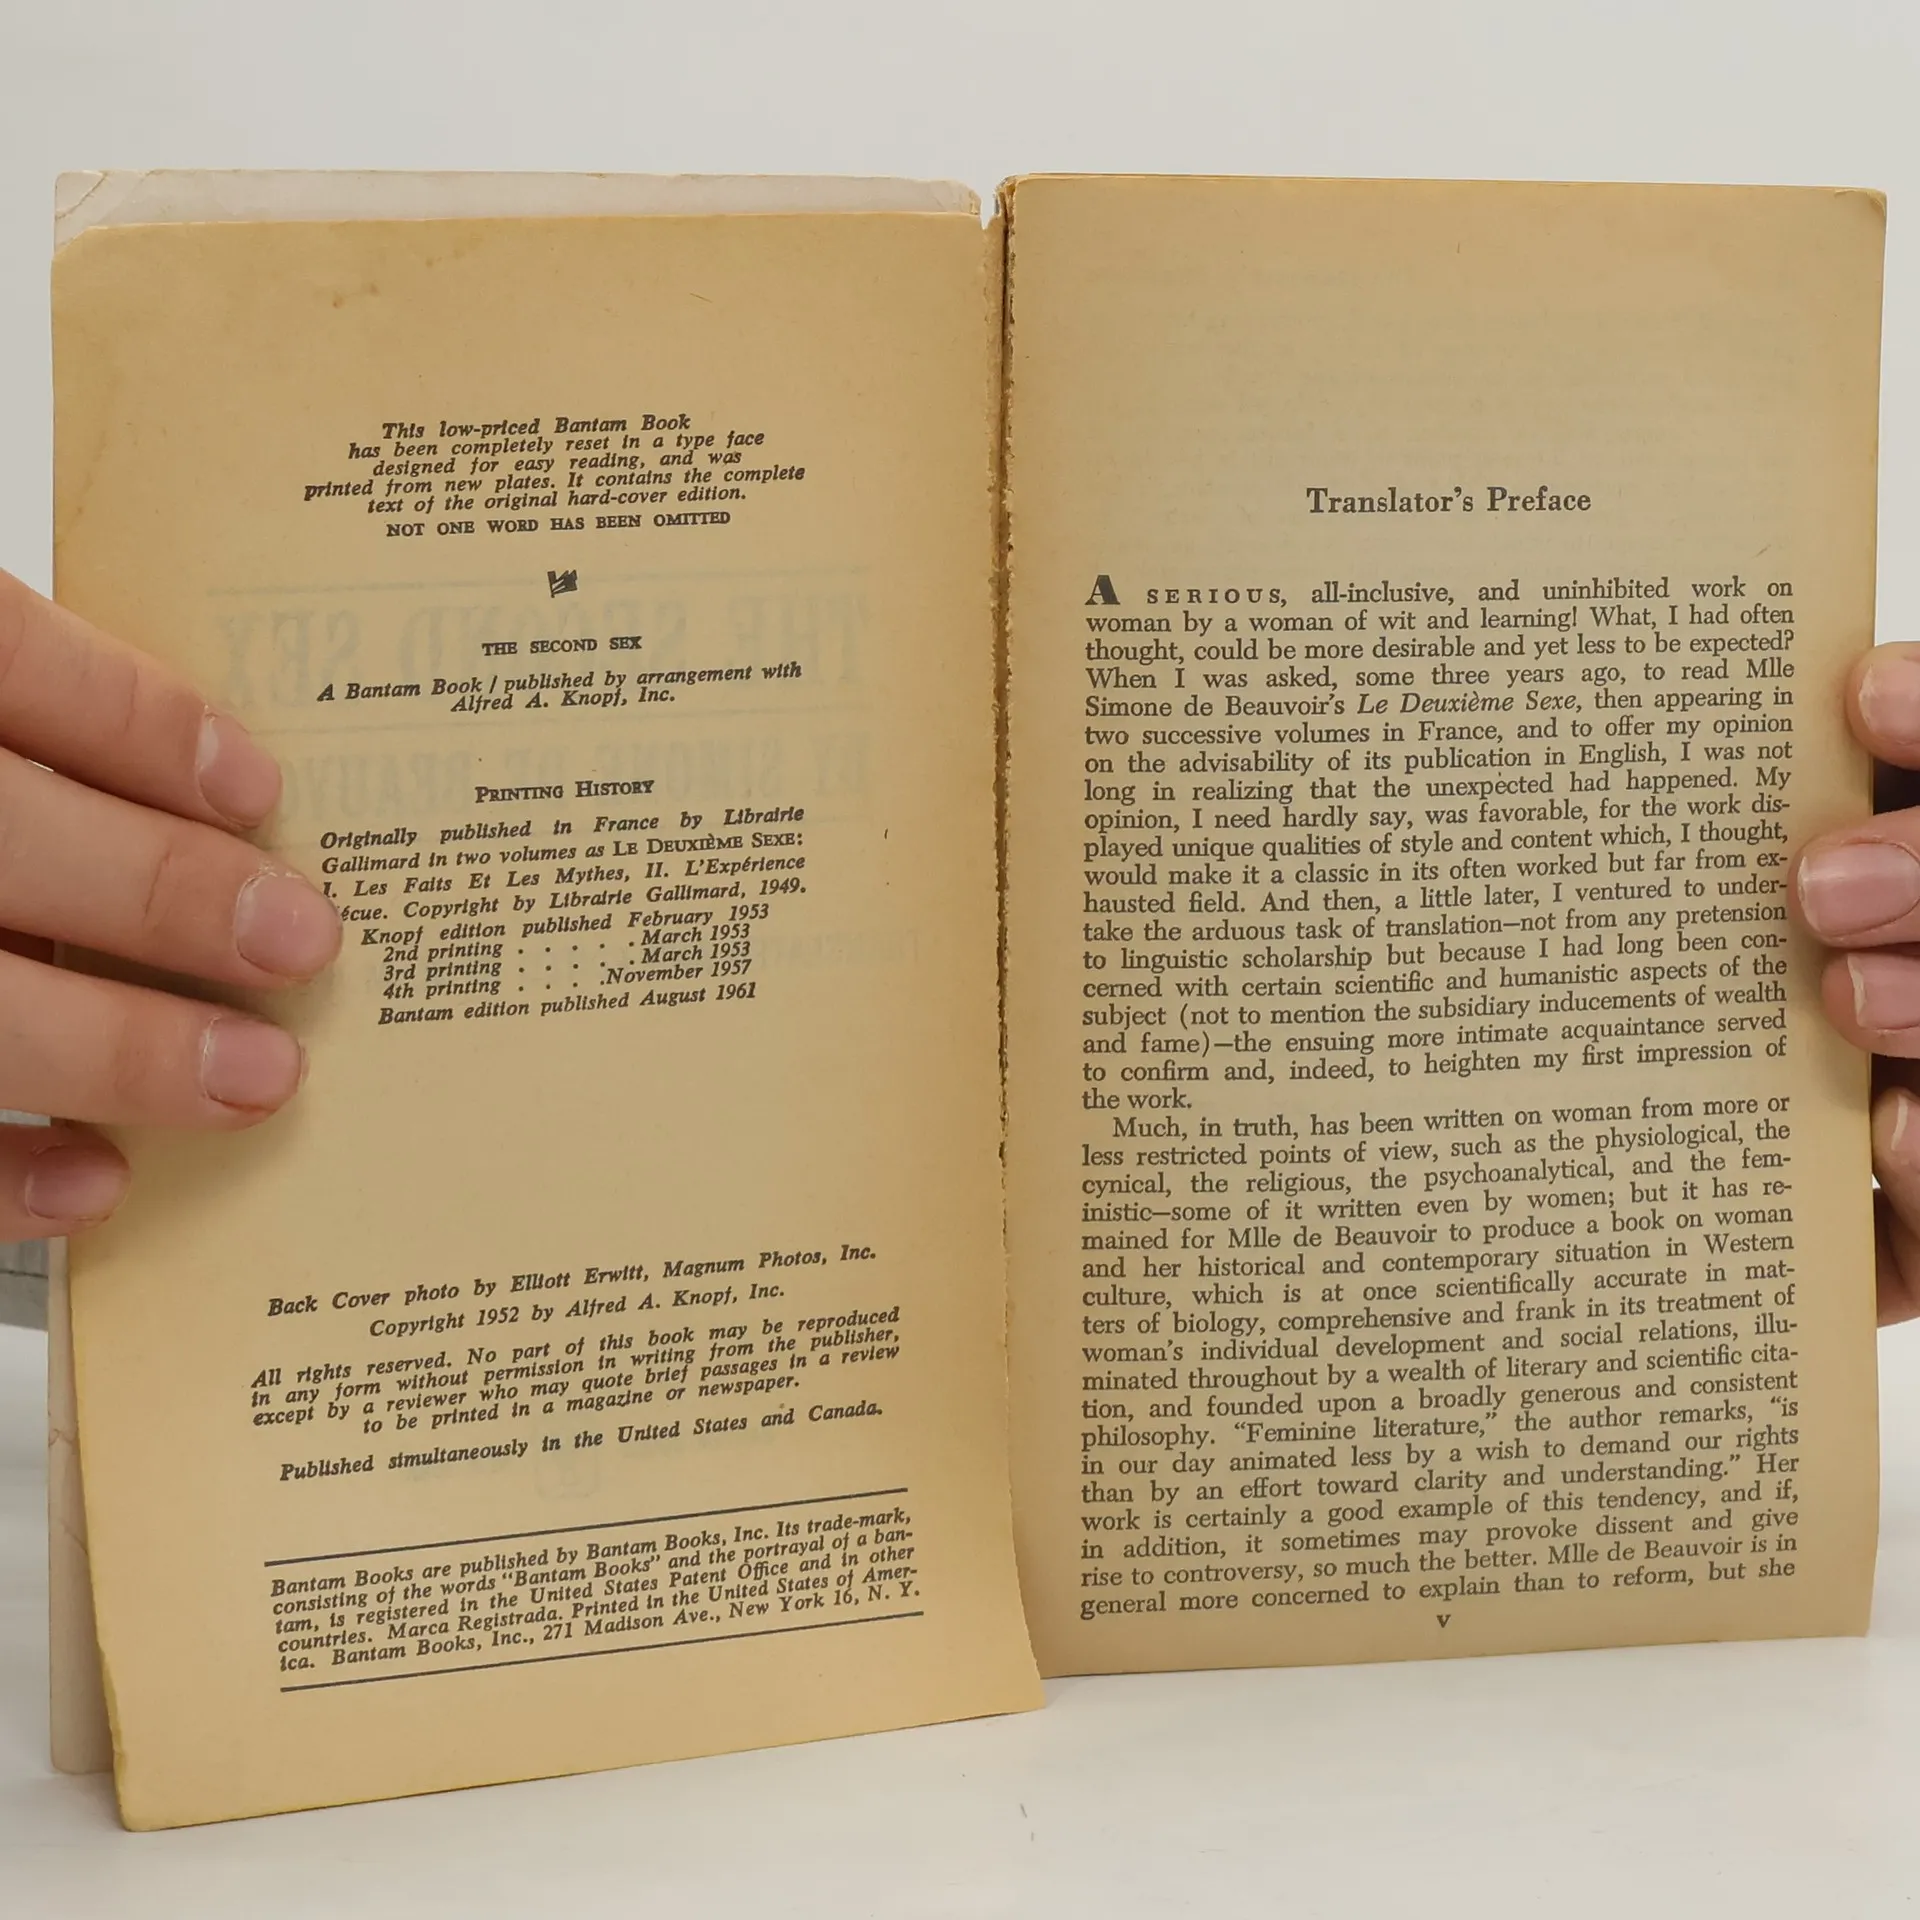 This low-priced Bantam Book
has been completely reset in a type face
designed for easy reading, and was
printed from new plates. It contains the complete
text of the original hard-cover edition.
NOT ONE WORD HAS BEEN OMITTED
THE SECOND SEX
A Bantam Book / published by arrangement with
Alfred A. Knopf, Inc.
PRINTING HISTORY
Originally published in France by Librairie
Gallimard in two volumes as LE DEUXIÈME SEXE:
I. Les Faits Et Les Mythes, II. L'Expérience
écue. Copyright by Librairie Gallimard, 1949.
Knopf edition published February 1953
2nd printing . . . . . March 1953
3rd printing . . . . . March 1953
4th printing . . . . November 1957
Bantam edition published August 1961
Back Cover photo by Elliott Erwitt, Magnum Photos, Inc.
Copyright 1952 by Alfred A. Knopf, Inc.
All rights reserved. No part of this book may be reproduced
in any form without permission in writing from the publisher,
except by a reviewer who may quote brief passages in a review
to be printed in a magazine or newspaper.
Published simultaneously in the United States and Canada.
Bantam Books are published by Bantam Books, Inc. Its trade-mark,
consisting of the words "Bantam Books" and the portrayal of a ban-
tam, is registered in the United States Patent Office and in other
countries. Marca Registrada. Printed in the United States of Amer-
ica. Bantam Books, Inc., 271 Madison Ave., New York 16, N. Y.
Translator's Preface
A SERIOUS, all-inclusive, and uninhibited work on
woman by a woman of wit and learning! What, I had often
thought, could be more desirable and yet less to be expected?
When I was asked, some three years ago, to read Mlle
Simone de Beauvoir's Le Deuxième Sexe, then appearing in
two successive volumes in France, and to offer my opinion
on the advisability of its publication in English, I was not
long in realizing that the unexpected had happened. My
opinion, I need hardly say, was favorable, for the work dis-
played unique qualities of style and content which, I thought,
would make it a classic in its often worked but far from ex-
hausted field. And then, a little later, I ventured to under-
take the arduous task of translation—not from any pretension
to linguistic scholarship but because I had long been con-
cerned with certain scientific and humanistic aspects of the
subject (not to mention the subsidiary inducements of wealth
and fame)—the ensuing more intimate acquaintance served
to confirm and, indeed, to heighten my first impression of
the work.
Much, in truth, has been written on woman from more or
less restricted points of view, such as the physiological, the
cynical, the religious, the psychoanalytical, and the fem-
inistic—some of it written even by women; but it has re-
mained for Mlle de Beauvoir to produce a book on woman
and her historical and contemporary situation in Western
culture, which is at once scientifically accurate in mat-
ters of biology, comprehensive and frank in its treatment of
woman's individual development and social relations, illu-
minated throughout by a wealth of literary and scientific cita-
tion, and founded upon a broadly generous and consistent
philosophy. "Feminine literature," the author remarks, "is
in our day animated less by a wish to demand our rights
than by an effort toward clarity and understanding." Her
work is certainly a good example of this tendency, and if,
in addition, it sometimes may provoke dissent and give
rise to controversy, so much the better. Mlle de Beauvoir is in
general more concerned to explain than to reform, but she
v